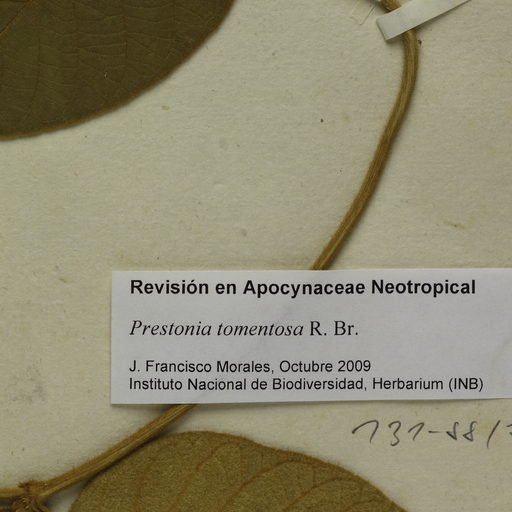 Revisión en Apocynaceae Neotropical
Prestonia tomentosa R. Br.
J. Francisco Morales, Octubre 2009
Instituto Nacional de Biodiversidad, Herbarium (INB)